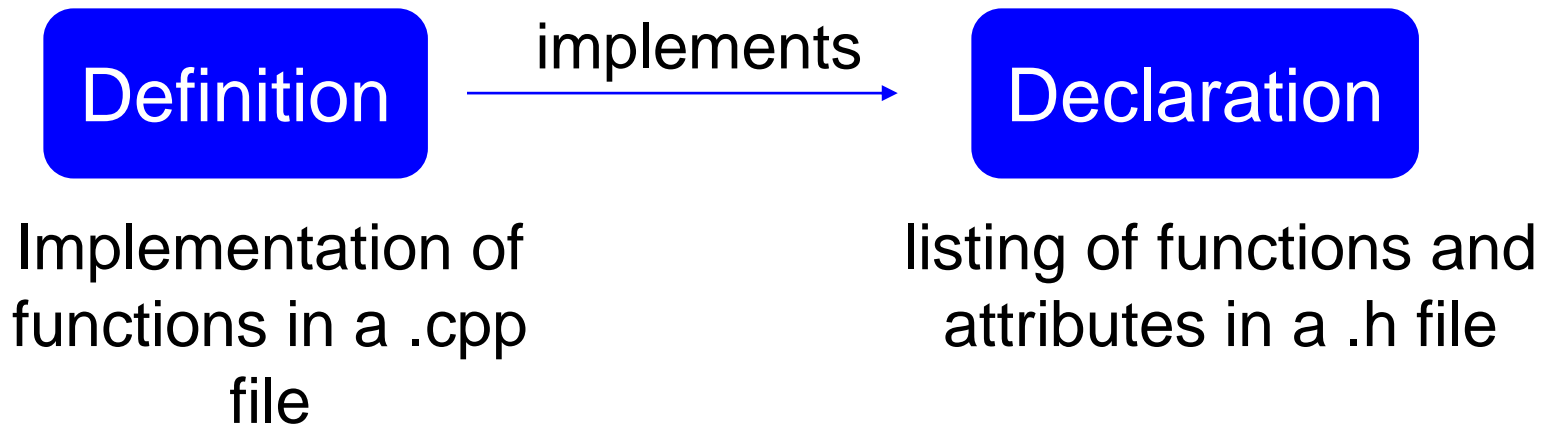 Definition
implements
Declaration
Implementation of
functions in a .cpp
file
listing of functions and
attributes in a .h file